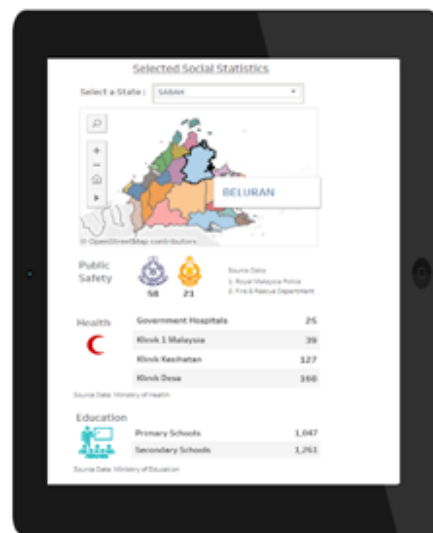 Selected Social Statistics
Select a State : SABAH
BELURAN
© OpenStreetMap contributors
Public
Safety
58 21
Source Data:
1. Royal Malaysia Police
2. Fire & Rescue Department
Health
Government Hospitals 25
Klinik 1 Malaysia 39
Klinik Kesihatan 127
Klinik Desa 168
Source Data: Ministry of Health
Education
Primary Schools 1,047
Secondary Schools 1,261
Source Data: Ministry of Education